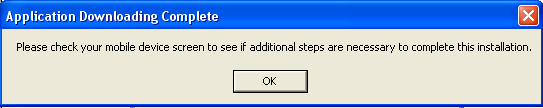 Application Downloading Complete
Please check your mobile device screen to see if additional steps are necessary to complete this installation.
OK